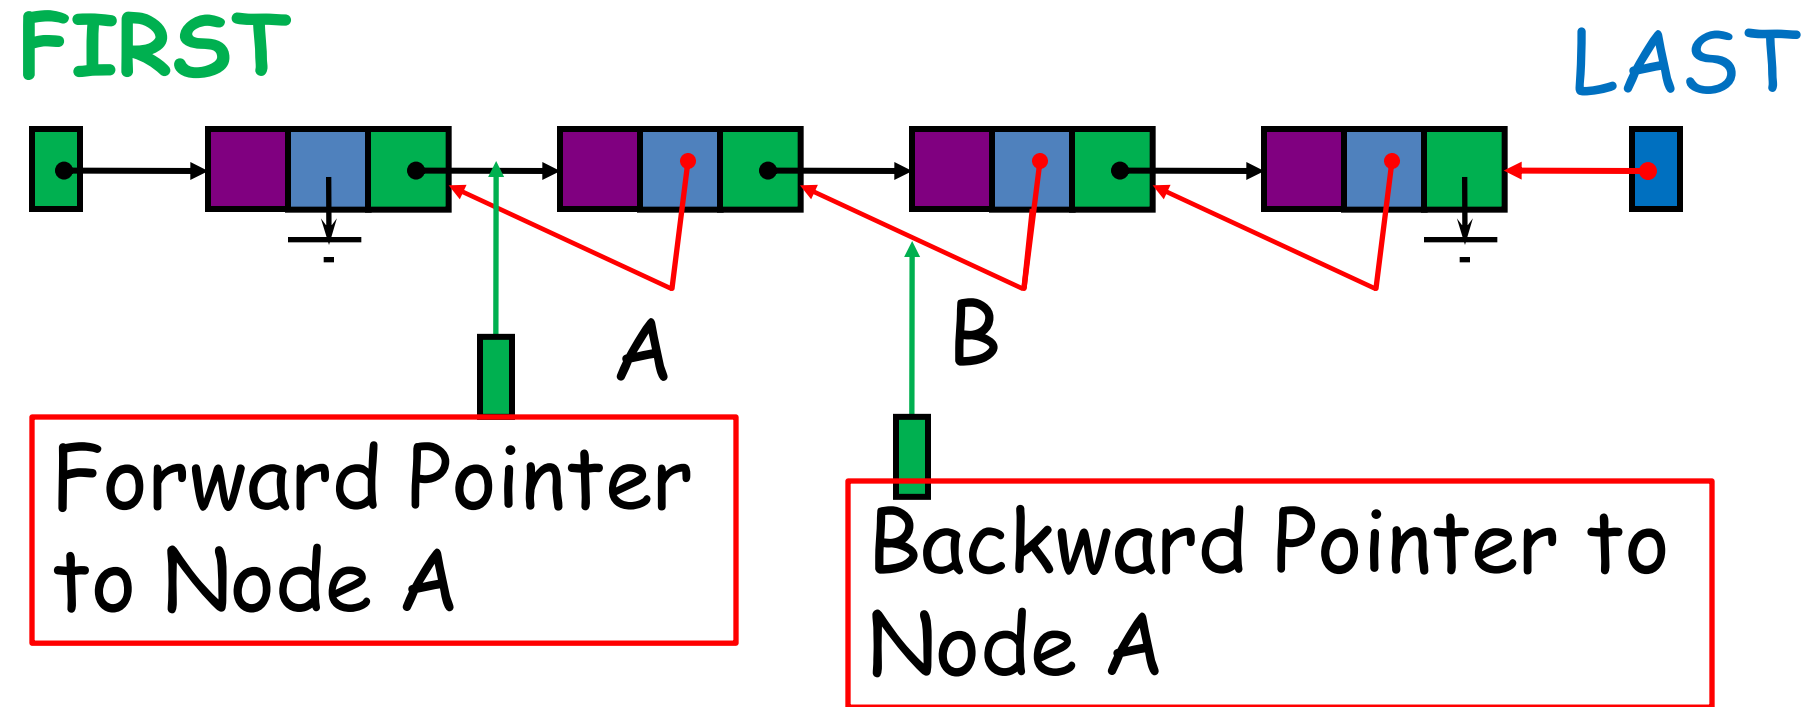 FIRST
LAST
A
B
Forward Pointer
to Node A
Backward Pointer to
Node A